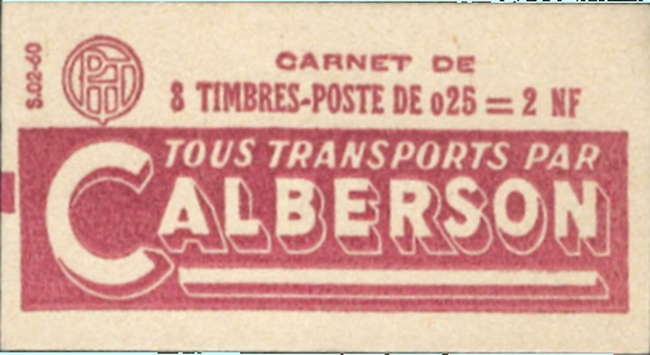 S.02-60
PTT
CARNET DE
8 TIMBRES-POSTE DE 025 = 2 NF
TOUS TRANSPORTS PAR
CALBERSON